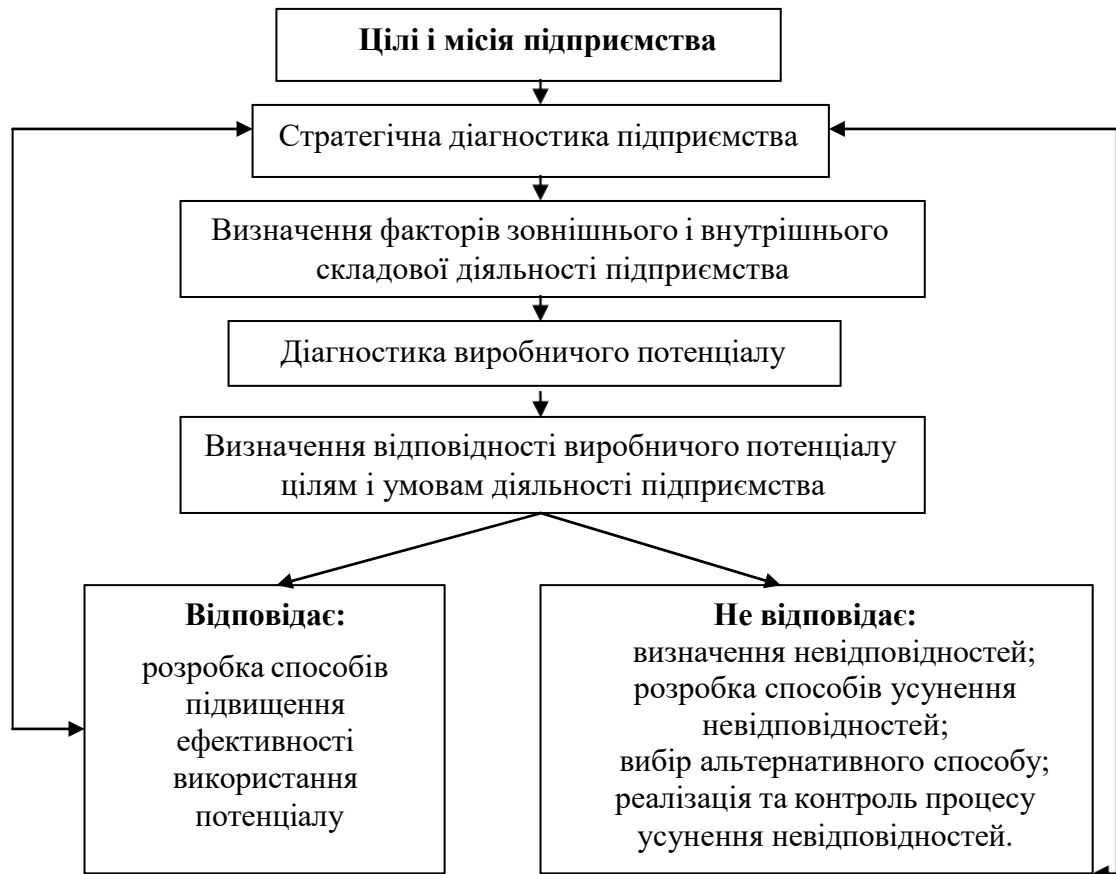 Цілі і місія підприємства
Стратегічна діагностика підприємства
Визначення факторів зовнішнього і внутрішнього
складової діяльності підприємства
Діагностика виробничого потенціалу
Визначення відповідності виробничого потенціалу
цілям і умовам діяльності підприємства
Відповідає:
розробка способів
підвищення
ефективності
використання
потенціалу
Не відповідає:
визначення невідповідностей;
розробка способів усунення
невідповідностей;
вибір альтернативного способу;
реалізація та контроль процесу
усунення невідповідностей.